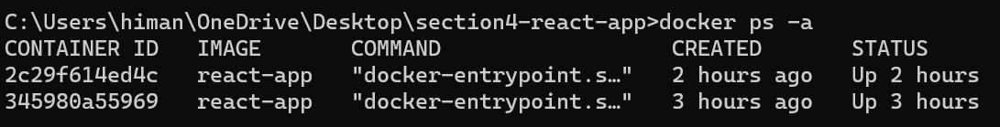 C:\Users\himan\OneDrive\Desktop\section4-react-app>docker ps -a
CONTAINER ID   IMAGE       COMMAND                  CREATED       STATUS
2c29f614ed4c   react-app   "docker-entrypoint.s…"   2 hours ago   Up 2 hours
345980a55969   react-app   "docker-entrypoint.s…"   3 hours ago   Up 3 hours